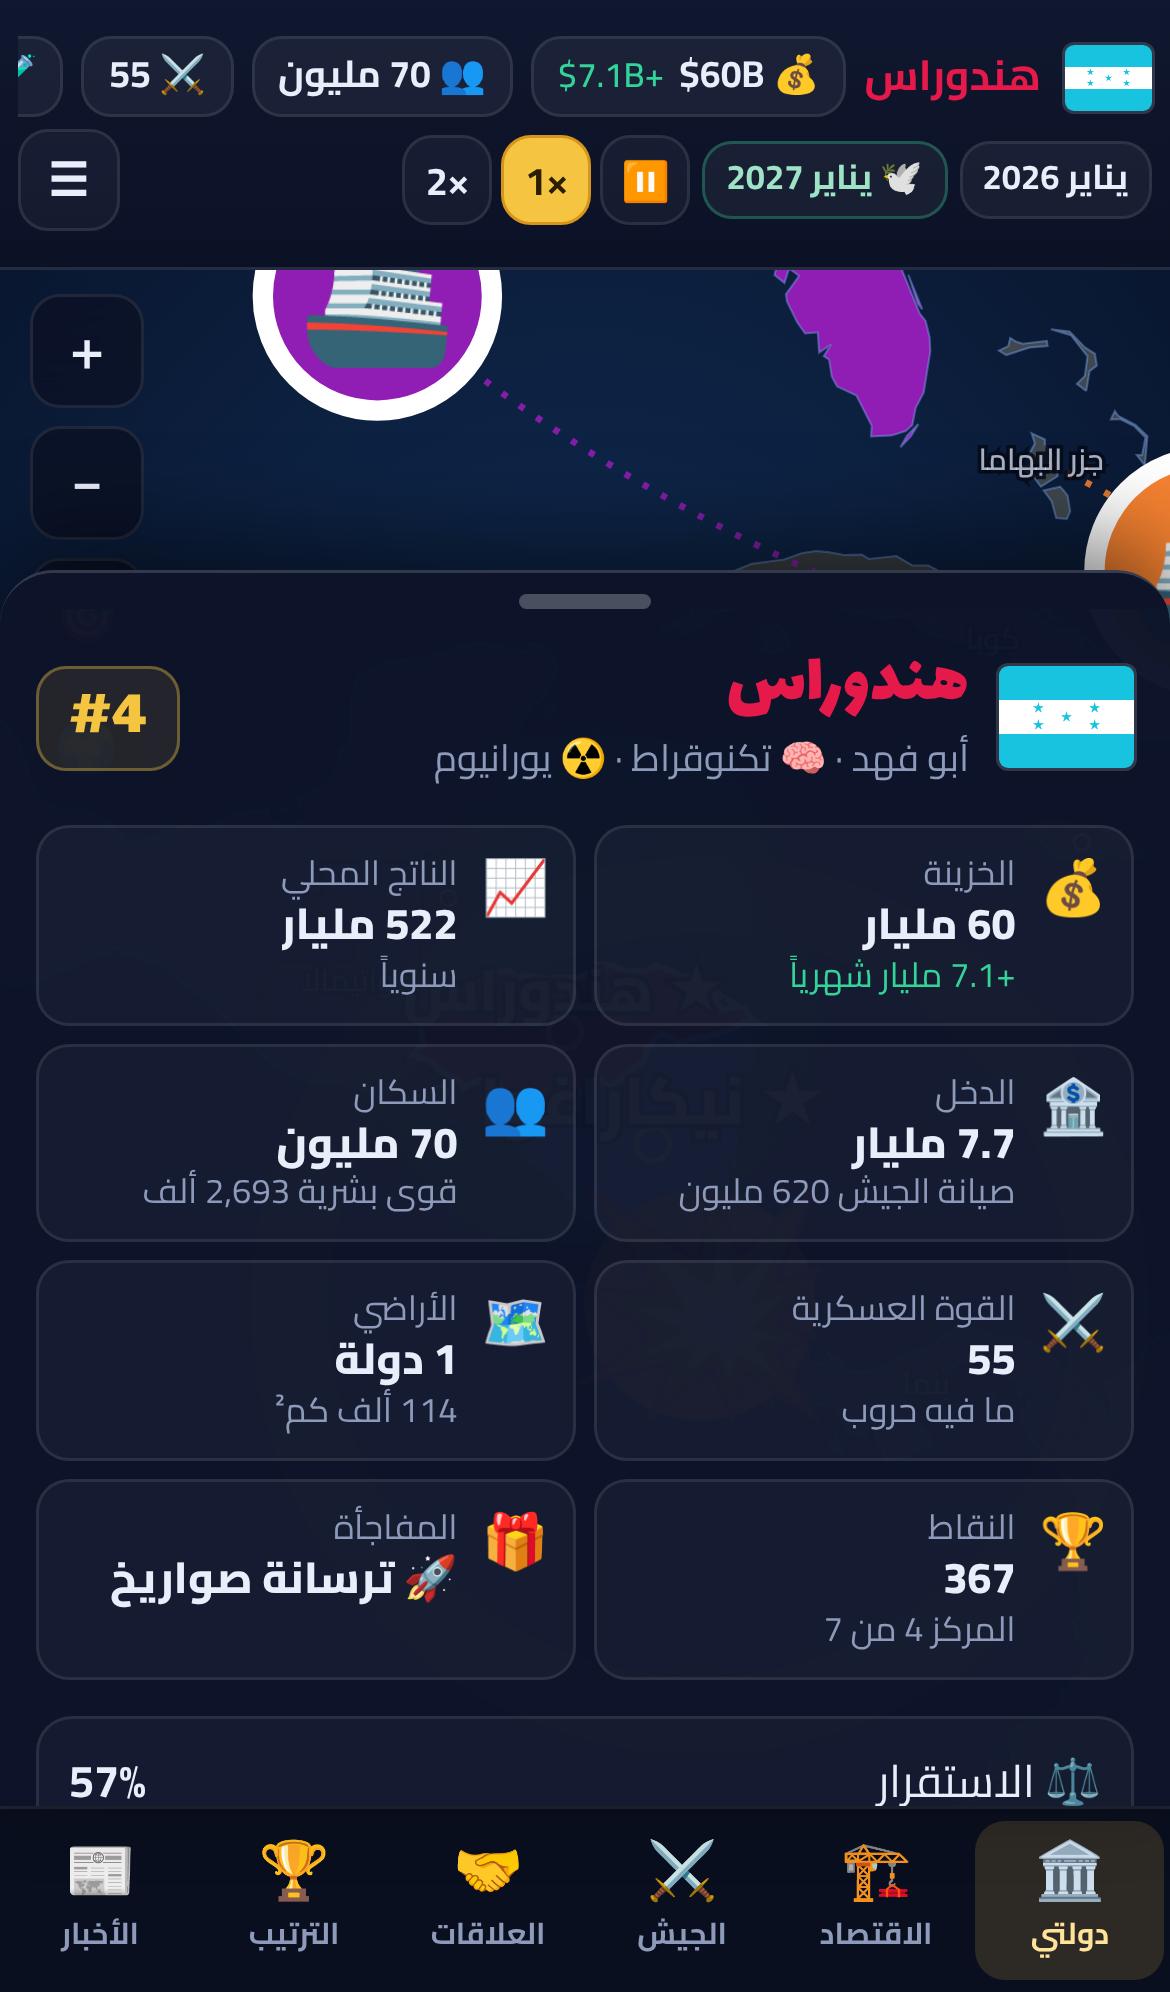 هندوراس
$60B +$7.1B
70 مليون
55
يناير 2026
يناير 2027
1×
2×
☰
+
−
جزر البهاما
كوبا
هندوراس
#4
أبو فهد · تكنوقراط · يورانيوم
الخزينة
60 مليار
+7.1 مليار شهرياً
الناتج المحلي
522 مليار
سنوياً
هندوراس
نيكاراغوا
الدخل
7.7 مليار
صيانة الجيش 620 مليون
السكان
70 مليون
قوى بشرية 2,693 ألف
القوة العسكرية
55
ما فيه حروب
الأراضي
1 دولة
114 ألف كم²
النقاط
367
المركز 4 من 7
المفاجأة
ترسانة صواريخ
الاستقرار
57%
دولتي
الاقتصاد
الجيش
العلاقات
الترتيب
الأخبار